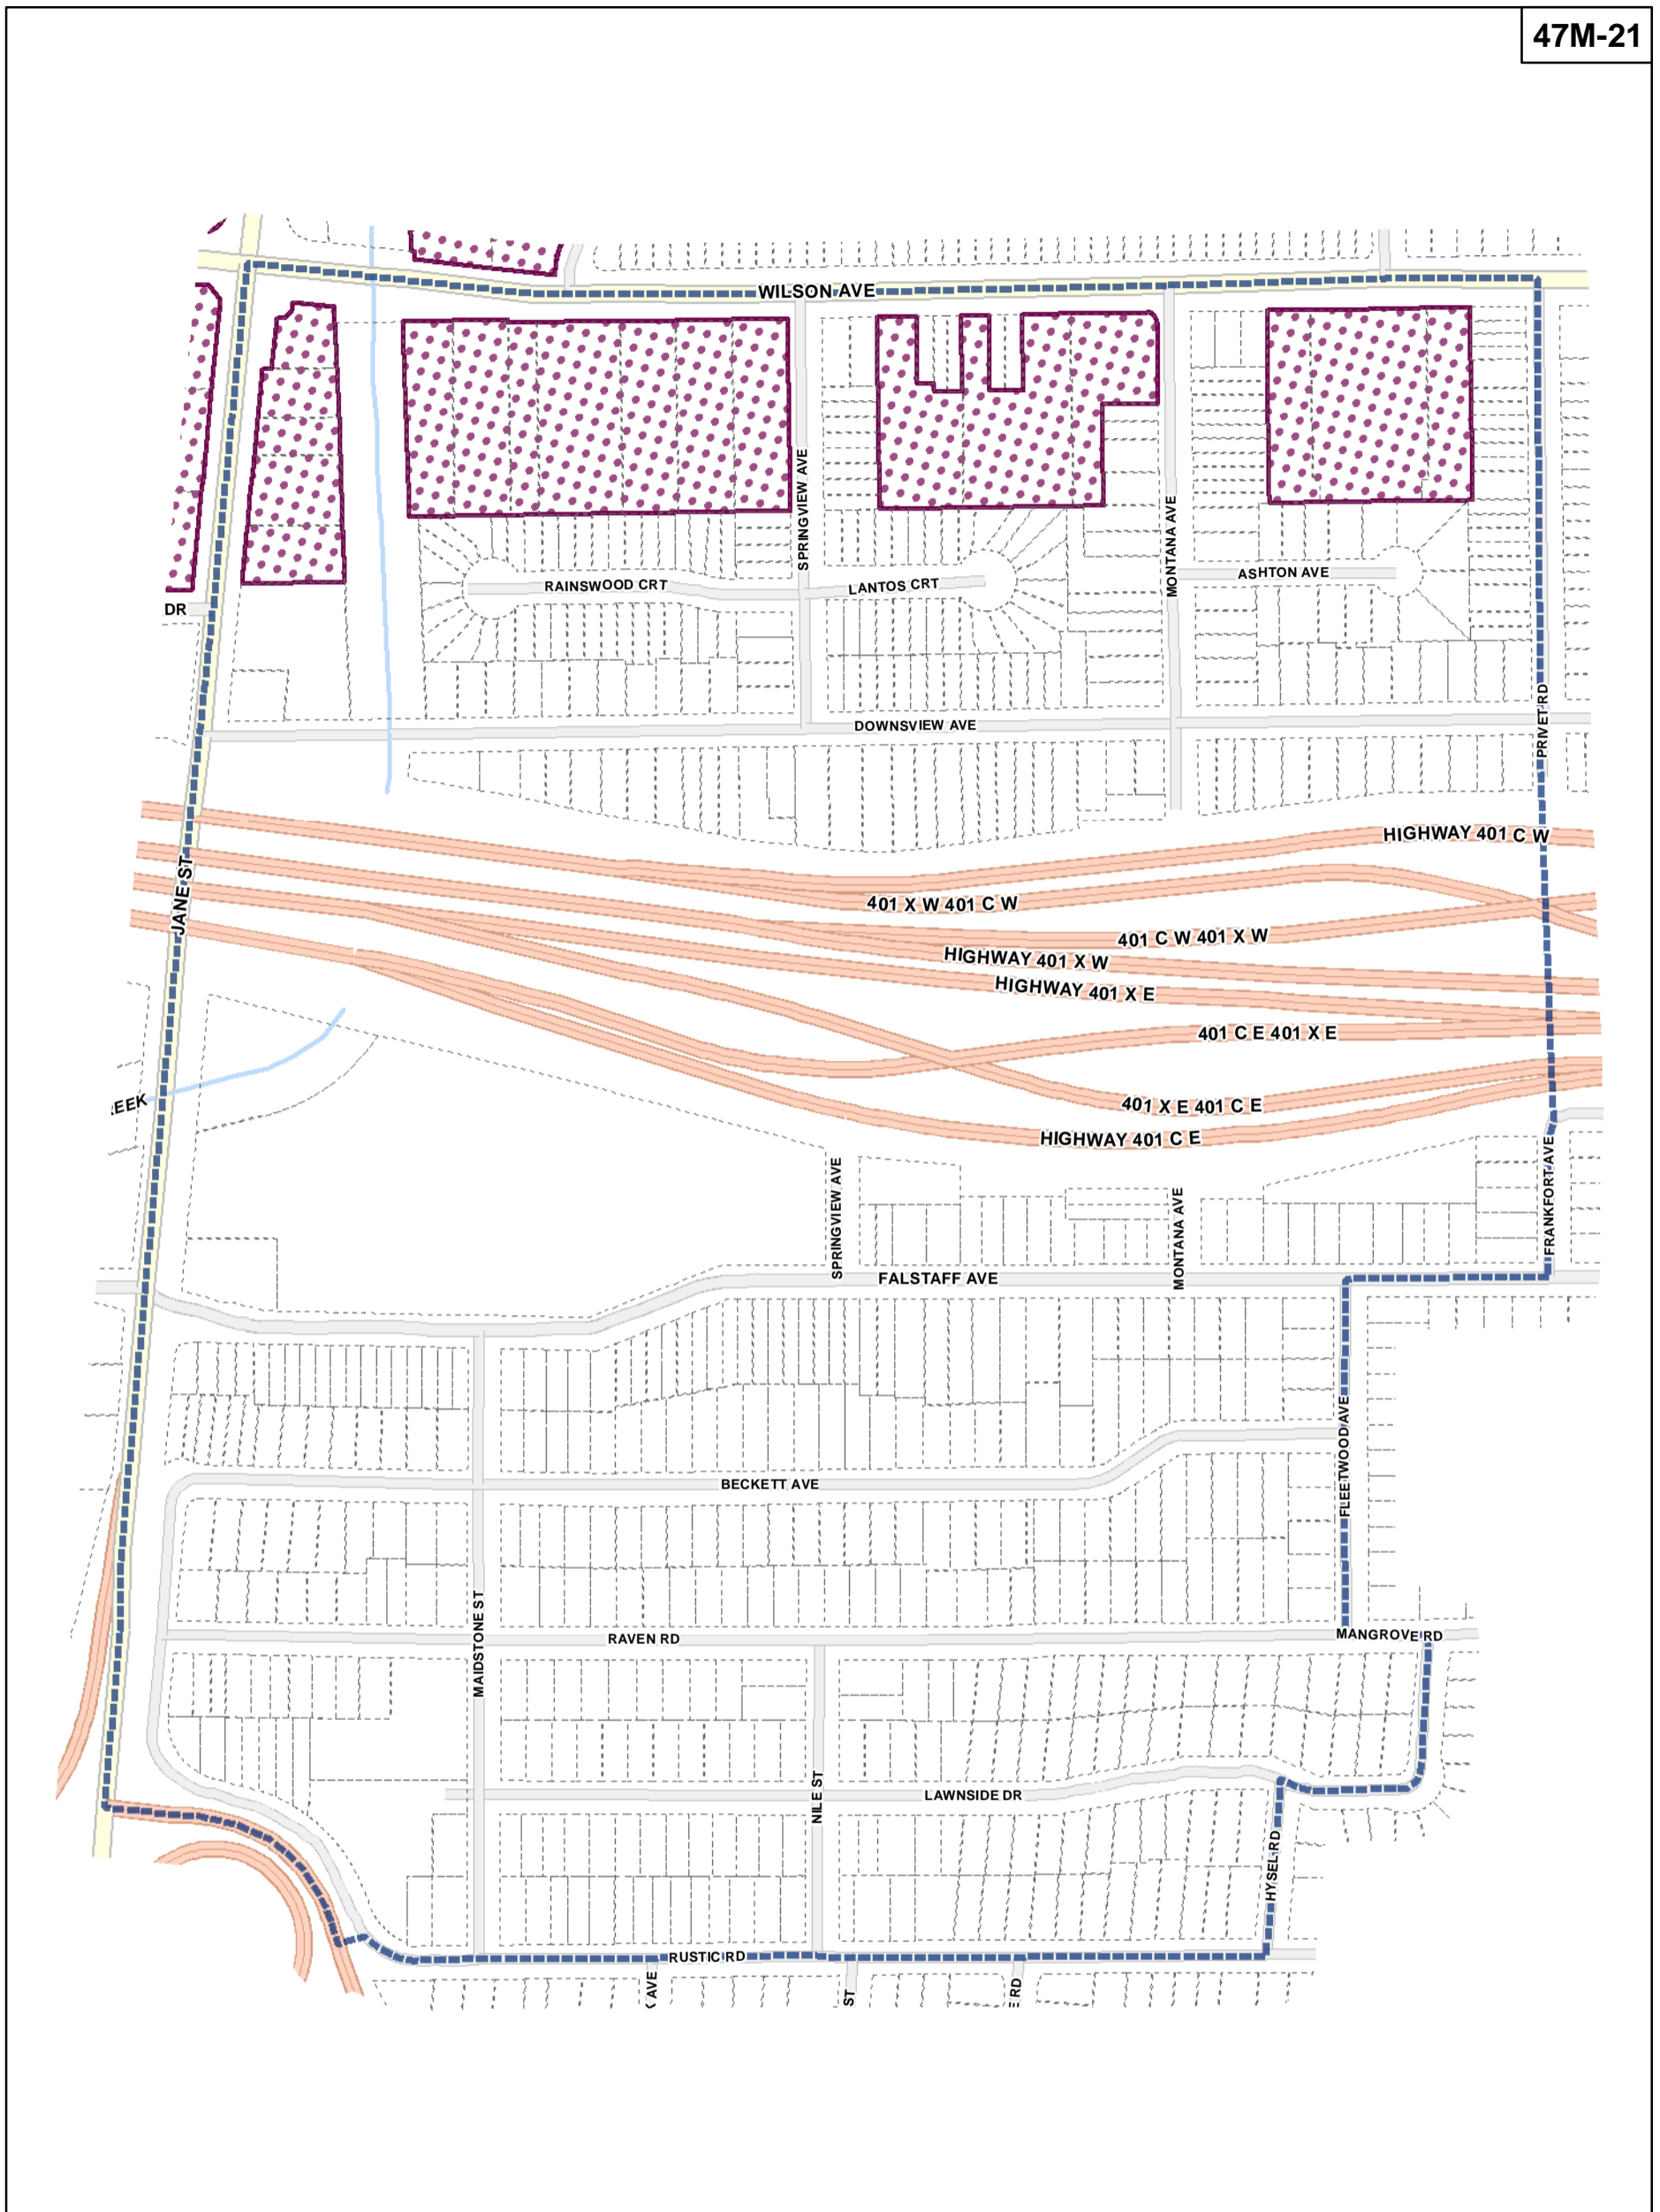 47M-21
WILSON AVE
SPRINGVIEW AVE
MONTANA AVE
RAINSWOOD CRT
LANTOS CRT
ASHTON AVE
DR
PRIVET RD
DOWNSVIEW AVE
HIGHWAY 401 C W
JANE ST
401 X W 401 C W
401 C W 401 X W
HIGHWAY 401 X W
HIGHWAY 401 X E
401 C E 401 X E
EEK
401 X E 401 C E
HIGHWAY 401 C E
SPRINGVIEW AVE
MONTANA AVE
FRANKFORT AVE
FALSTAFF AVE
FLEETWOOD AVE
BECKETT AVE
MAIDSTONE ST
RAVEN RD
MANGROVE RD
NILE ST
LAWNSIDE DR
HYSEL RD
RUSTIC RD
AVE
ST
E RD